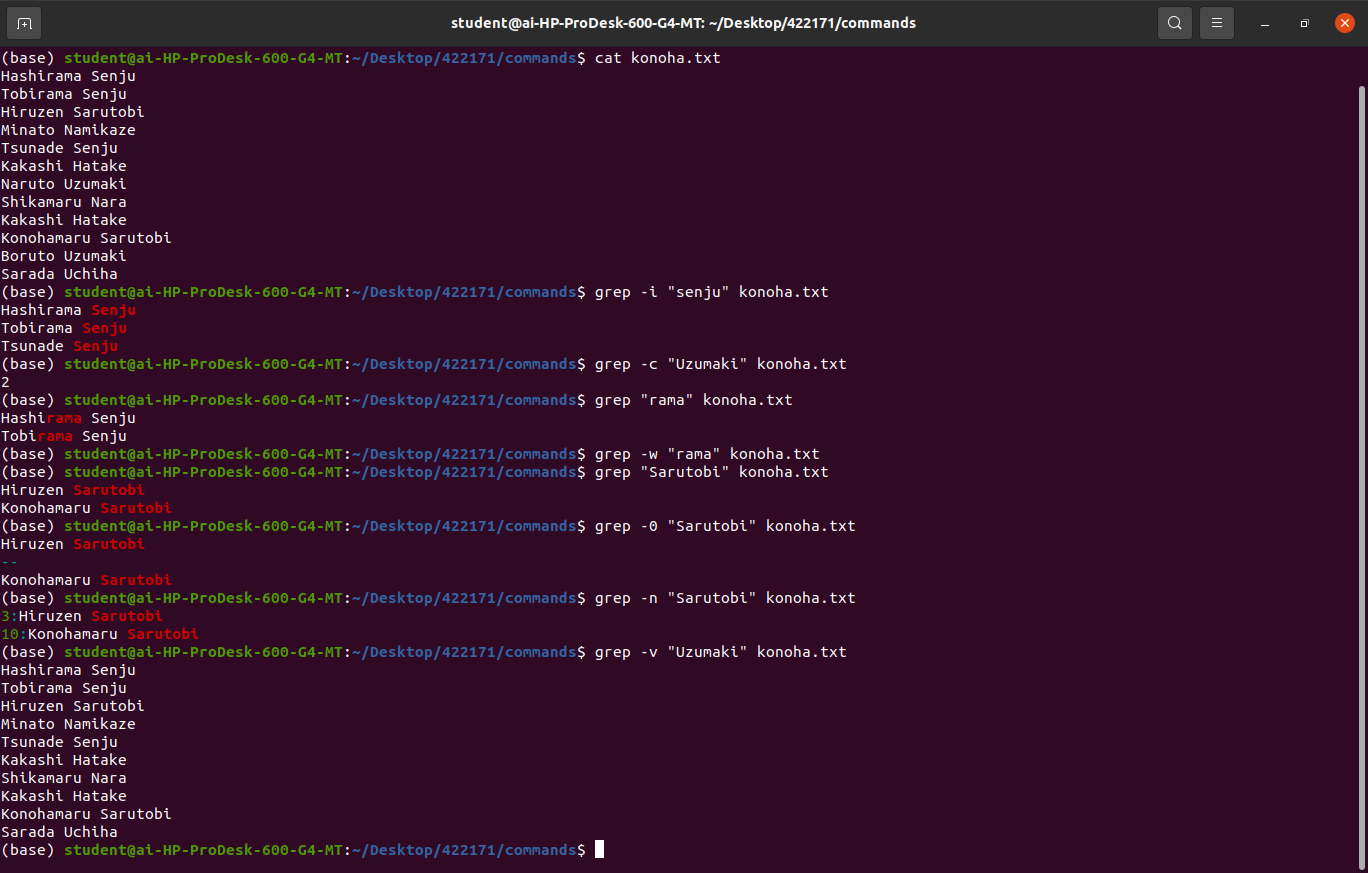 student@ai-HP-ProDesk-600-G4-MT: ~/Desktop/422171/commands
(base) student@ai-HP-ProDesk-600-G4-MT:~/Desktop/422171/commands$ cat konoha.txt
Hashirama Senju
Tobirama Senju
Hiruzen Sarutobi
Minato Namikaze
Tsunade Senju
Kakashi Hatake
Naruto Uzumaki
Shikamaru Nara
Kakashi Hatake
Konohamaru Sarutobi
Boruto Uzumaki
Sarada Uchiha
(base) student@ai-HP-ProDesk-600-G4-MT:~/Desktop/422171/commands$ grep -i "senju" konoha.txt
Hashirama Senju
Tobirama Senju
Tsunade Senju
(base) student@ai-HP-ProDesk-600-G4-MT:~/Desktop/422171/commands$ grep -c "Uzumaki" konoha.txt
2
(base) student@ai-HP-ProDesk-600-G4-MT:~/Desktop/422171/commands$ grep "rama" konoha.txt
Hashirama Senju
Tobirama Senju
(base) student@ai-HP-ProDesk-600-G4-MT:~/Desktop/422171/commands$ grep -w "rama" konoha.txt
(base) student@ai-HP-ProDesk-600-G4-MT:~/Desktop/422171/commands$ grep "Sarutobi" konoha.txt
Hiruzen Sarutobi
Konohamaru Sarutobi
(base) student@ai-HP-ProDesk-600-G4-MT:~/Desktop/422171/commands$ grep -0 "Sarutobi" konoha.txt
Hiruzen Sarutobi
--
Konohamaru Sarutobi
(base) student@ai-HP-ProDesk-600-G4-MT:~/Desktop/422171/commands$ grep -n "Sarutobi" konoha.txt
3:Hiruzen Sarutobi
10:Konohamaru Sarutobi
(base) student@ai-HP-ProDesk-600-G4-MT:~/Desktop/422171/commands$ grep -v "Uzumaki" konoha.txt
Hashirama Senju
Tobirama Senju
Hiruzen Sarutobi
Minato Namikaze
Tsunade Senju
Kakashi Hatake
Shikamaru Nara
Kakashi Hatake
Konohamaru Sarutobi
Sarada Uchiha
(base) student@ai-HP-ProDesk-600-G4-MT:~/Desktop/422171/commands$